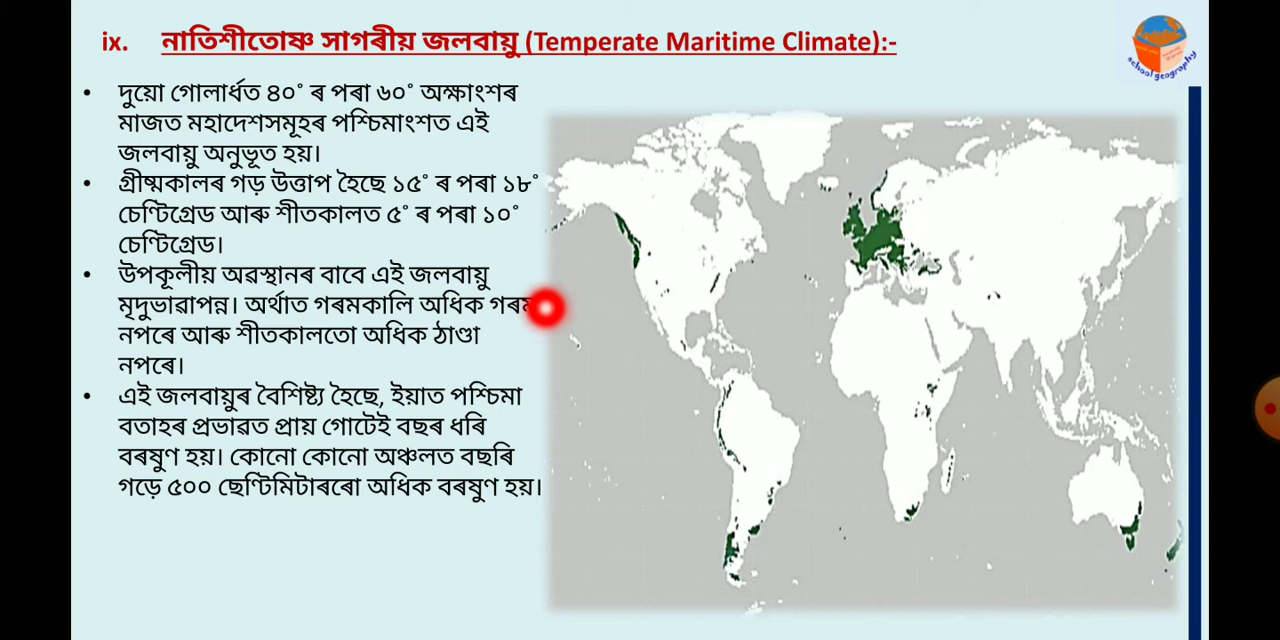 ix. নাতিশীতোষ্ণ সাগৰীয় জলবায়ু (Temperate Maritime Climate):-
school geography
• দুয়ো গোলাৰ্ধত ৪০° ৰ পৰা ৬০° অক্ষাংশৰ
মাজত মহাদেশসমূহৰ পশ্চিমাংশত এই
জলবায়ু অনুভূত হয়।
• গ্ৰীষ্মকালৰ গড় উত্তাপ হৈছে ১৫° ৰ পৰা ১৮°
চেণ্টিগ্ৰেড আৰু শীতকালত ৫° ৰ পৰা ১০°
চেণ্টিগ্ৰেড।
• উপকূলীয় অৱস্থানৰ বাবে এই জলবায়ু
মৃদুভাৱাপন্ন। অৰ্থাত গৰমকালি অধিক গৰম
নপৰে আৰু শীতকালতো অধিক ঠাণ্ডা
নপৰে।
• এই জলবায়ুৰ বৈশিষ্ট্য হৈছে, ইয়াত পশ্চিমা
বতাহৰ প্ৰভাৱত প্ৰায় গোটেই বছৰ ধৰি
বৰষুণ হয়। কোনো কোনো অঞ্চলত বছৰি
গড়ে ৫০০ ছেণ্টিমিটাৰৰো অধিক বৰষুণ হয়।